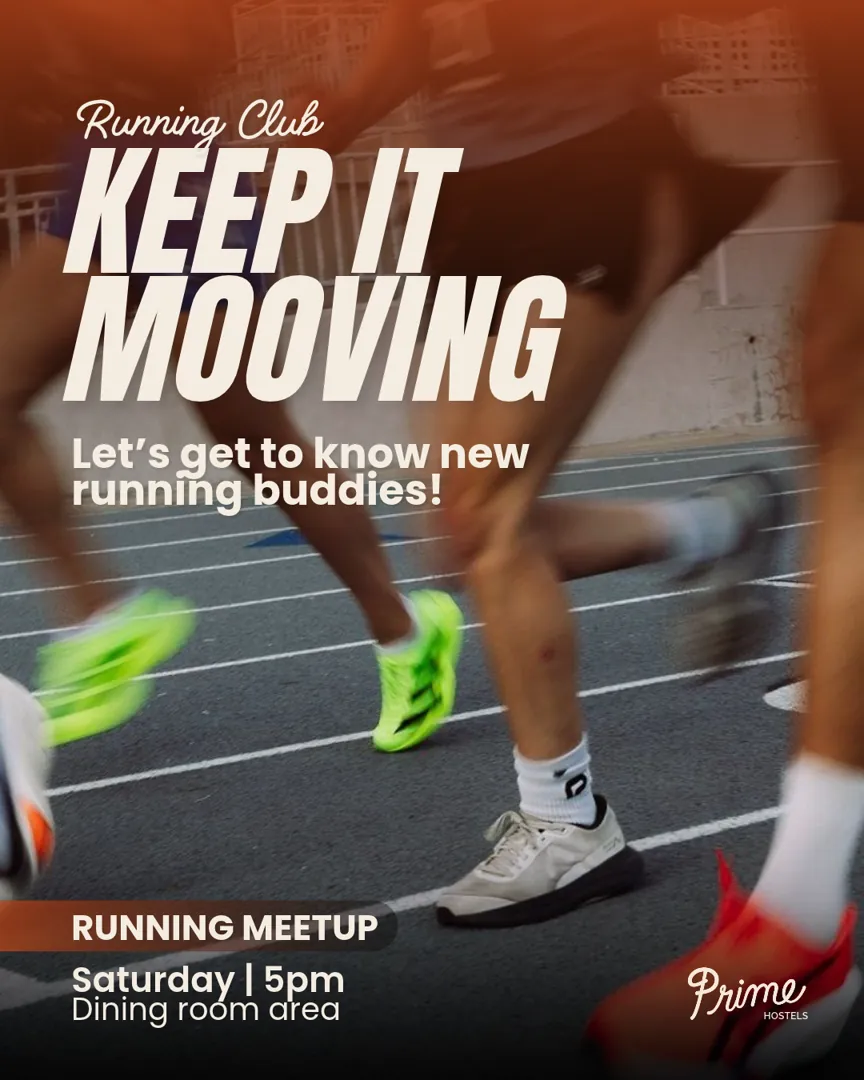 Running Club
KEEP IT
MOOVING
Let’s get to know new
running buddies!
RUNNING MEETUP
Saturday | 5pm
Dining room area
Prime
HOSTELS